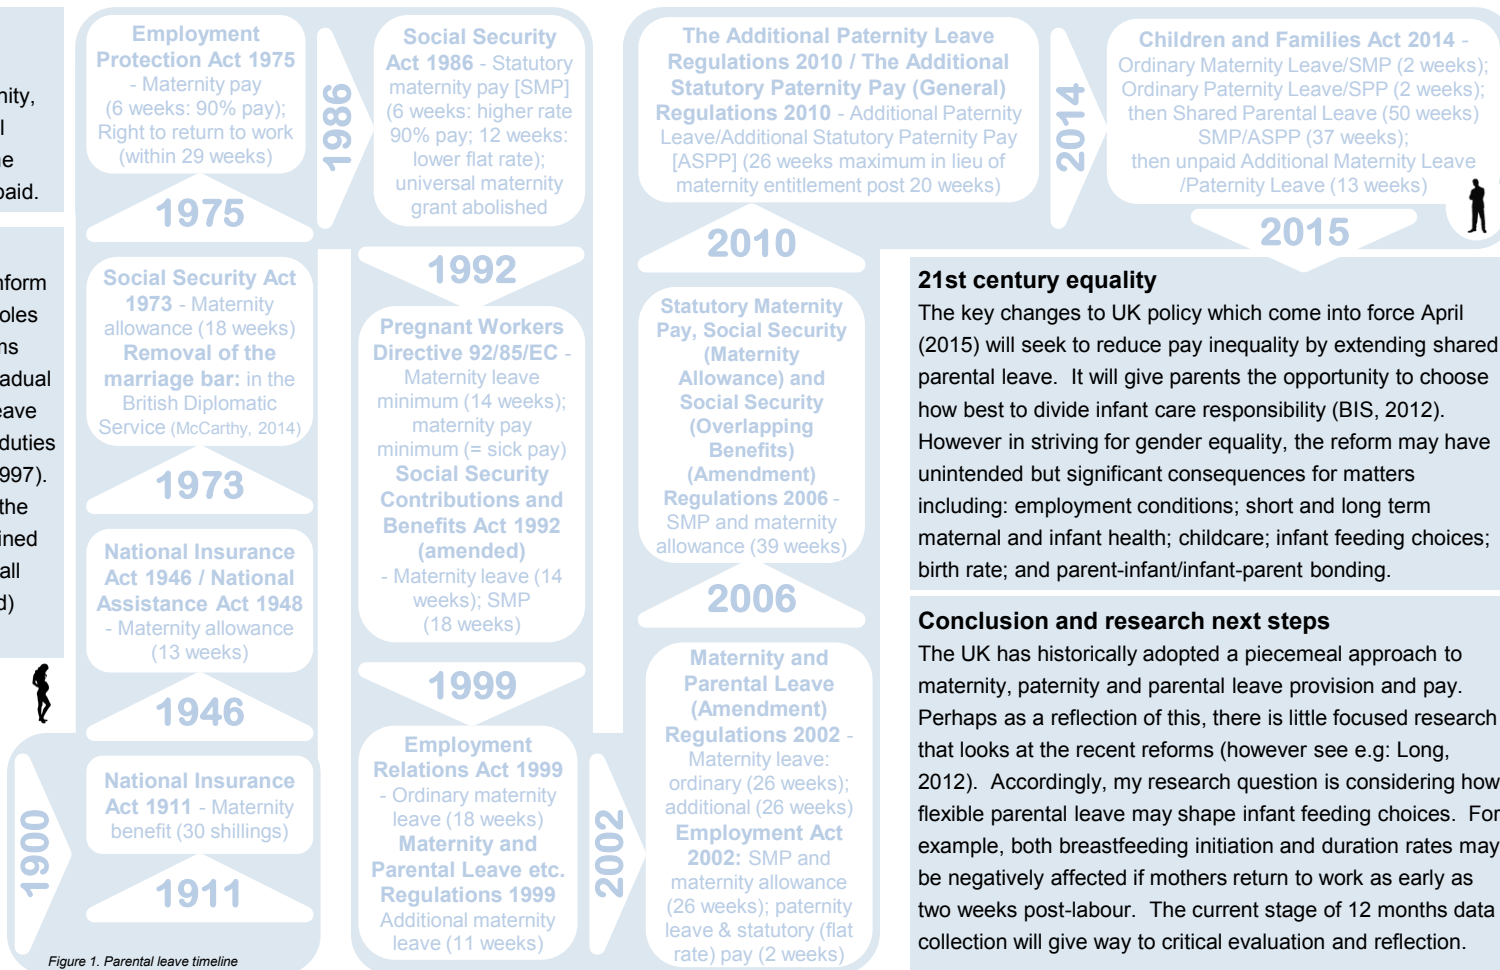 nity,
l
ne
paid.
nform
oles
ns
adual
eave
duties
997).
the
ined
all
d)
1900
National Insurance
Act 1911 - Maternity
benefit (30 shillings)
1911
Figure 1. Parental leave timeline
National Insurance
Act 1946 / National
Assistance Act 1948
- Maternity allowance
(13 weeks)
1946
Social Security Act
1973 - Maternity
allowance (18 weeks)
Removal of the
marriage bar: in the
British Diplomatic
Service (McCarthy, 2014)
1973
Employment
Protection Act 1975
- Maternity pay
(6 weeks: 90% pay);
Right to return to work
(within 29 weeks)
1975
1986
Social Security
Act 1986 - Statutory
maternity pay [SMP]
(6 weeks: higher rate
90% pay; 12 weeks:
lower flat rate);
universal maternity
grant abolished
1992
Pregnant Workers
Directive 92/85/EC -
Maternity leave
minimum (14 weeks);
maternity pay
minimum (= sick pay)
Social Security
Contributions and
Benefits Act 1992
(amended)
- Maternity leave (14
weeks); SMP
(18 weeks)
1999
Employment
Relations Act 1999
- Ordinary maternity
leave (18 weeks)
Maternity and
Parental Leave etc.
Regulations 1999
Additional maternity
leave (11 weeks)
2002
Maternity and
Parental Leave
(Amendment)
Regulations 2002 -
Maternity leave:
ordinary (26 weeks);
additional (26 weeks)
Employment Act
2002: SMP and
maternity allowance
(26 weeks); paternity
leave & statutory (flat
rate) pay (2 weeks)
2006
Statutory Maternity
Pay, Social Security
(Maternity
Allowance) and
Social Security
(Overlapping
Benefits)
(Amendment)
Regulations 2006 -
SMP and maternity
allowance (39 weeks)
2010
The Additional Paternity Leave
Regulations 2010 / The Additional
Statutory Paternity Pay (General)
Regulations 2010 - Additional Paternity
Leave/Additional Statutory Paternity Pay
[ASPP] (26 weeks maximum in lieu of
maternity entitlement post 20 weeks)
2014
Children and Families Act 2014 -
Ordinary Maternity Leave/SMP (2 weeks);
Ordinary Paternity Leave/SPP (2 weeks);
then Shared Parental Leave (50 weeks)
SMP/ASPP (37 weeks);
then unpaid Additional Maternity Leave
/Paternity Leave (13 weeks)
2015
21st century equality
The key changes to UK policy which come into force April
(2015) will seek to reduce pay inequality by extending shared
parental leave. It will give parents the opportunity to choose
how best to divide infant care responsibility (BIS, 2012).
However in striving for gender equality, the reform may have
unintended but significant consequences for matters
including: employment conditions; short and long term
maternal and infant health; childcare; infant feeding choices;
birth rate; and parent-infant/infant-parent bonding.
Conclusion and research next steps
The UK has historically adopted a piecemeal approach to
maternity, paternity and parental leave provision and pay.
Perhaps as a reflection of this, there is little focused research
that looks at the recent reforms (however see e.g: Long,
2012). Accordingly, my research question is considering how
flexible parental leave may shape infant feeding choices. For
example, both breastfeeding initiation and duration rates may
be negatively affected if mothers return to work as early as
two weeks post-labour. The current stage of 12 months data
collection will give way to critical evaluation and reflection.